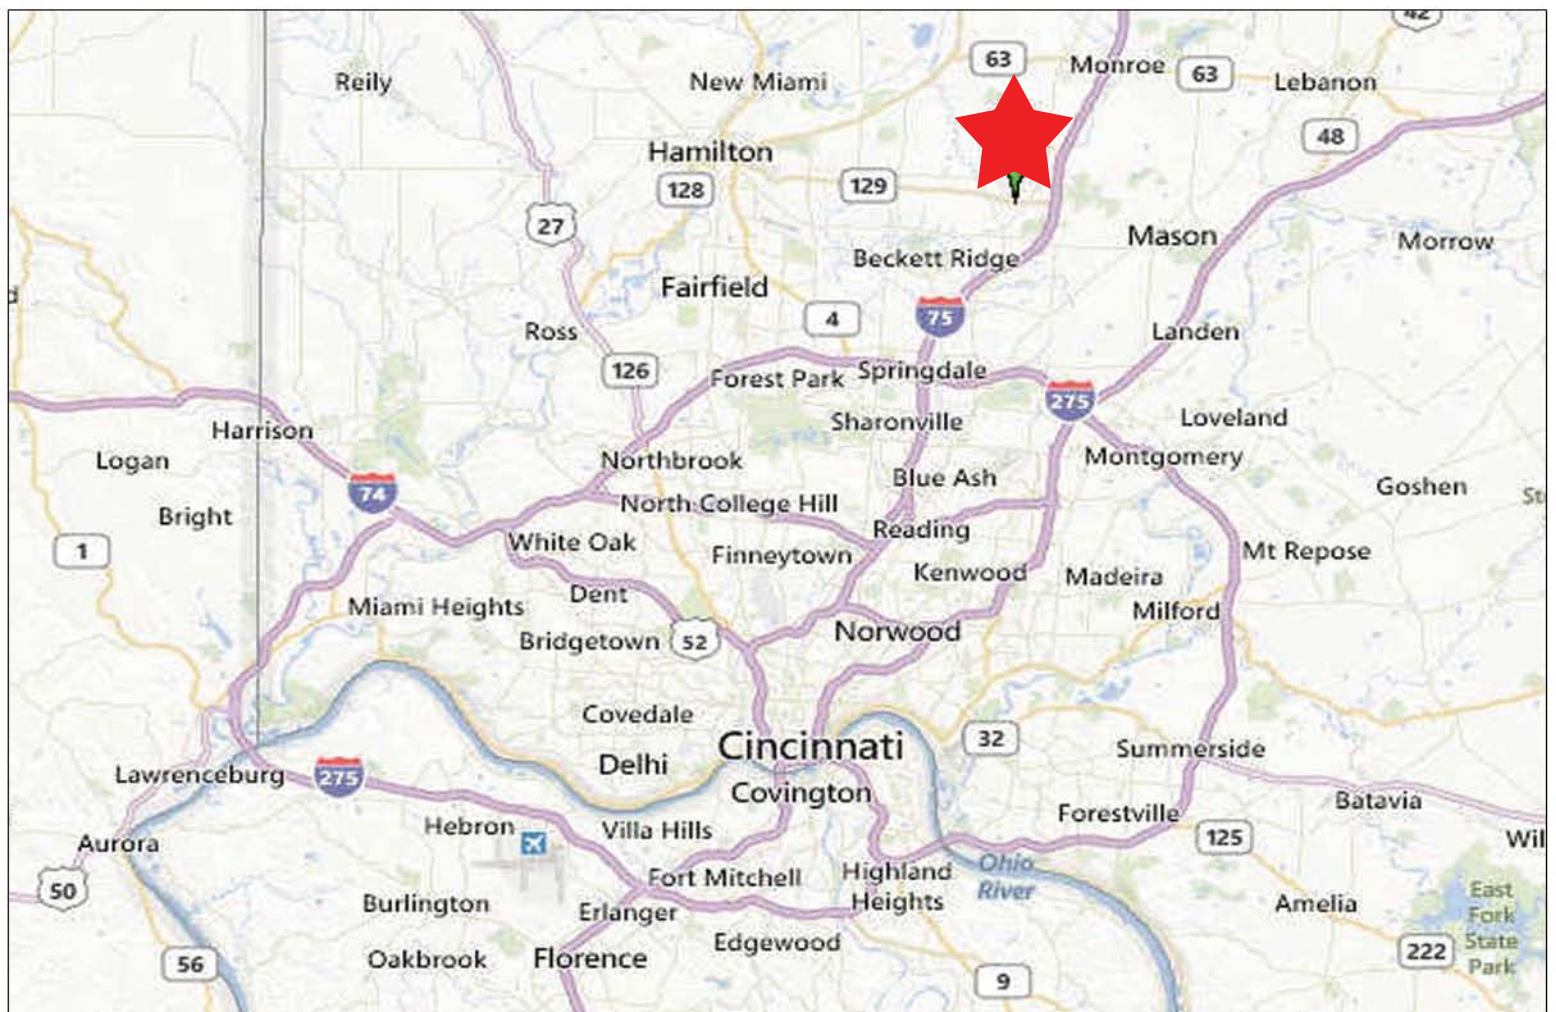 42
63
Monroe
63
Reily
New Miami
Lebanon
48
Hamilton
128
129
27
Mason
Morrow
Beckett Ridge
Fairfield
75
4
Ross
Landen
126
Forest Park
Springdale
275
Sharonville
Loveland
Harrison
Logan
Northbrook
Montgomery
Blue Ash
Goshen
74
North College Hill
Bright
Reading
1
White Oak
Finneytown
Mt Repose
Kenwood
Madeira
Dent
Miami Heights
Milford
Bridgetown
52
Norwood
Covedale
32
Cincinnati
Summerside
Delhi
Lawrenceburg
275
Covington
Batavia
Forestville
Hebron
Villa Hills
125
Wil
Aurora
Ohio
River
Fort Mitchell
Highland
Heights
50
Burlington
Erlanger
Amelia
East
Fork
State
Park
Edgewood
222
Oakbrook
Florence
56
9